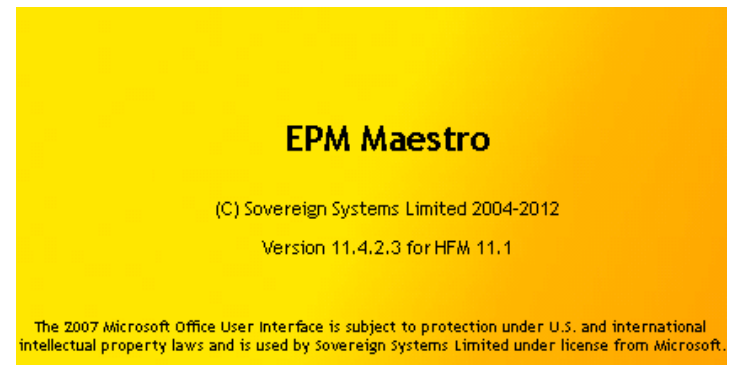 EPM Maestro
(C) Sovereign Systems Limited 2004-2012
Version 11.4.2.3 for HFM 11.1
The 2007 Microsoft Office User Interface is subject to protection under U.S. and international
intellectual property laws and is used by Sovereign Systems Limited under license from Microsoft.